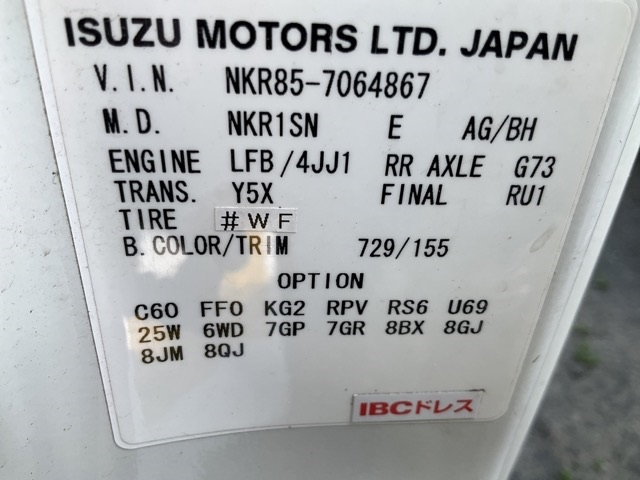 ISUZU MOTORS LTD. JAPAN
V.I.N. NKR85-7064867
M.D. NKR1SN E AG/BH
ENGINE LFB/4JJ1 RR AXLE G73
TRANS. Y5X FINAL RU1
TIRE #WF
B.COLOR/TRIM 729/155
OPTION
C60 FF0 KG2 RPV RS6 U69
25W 6WD 7GP 7GR 8BX 8GJ
8JM 8QJ
IBCドレス